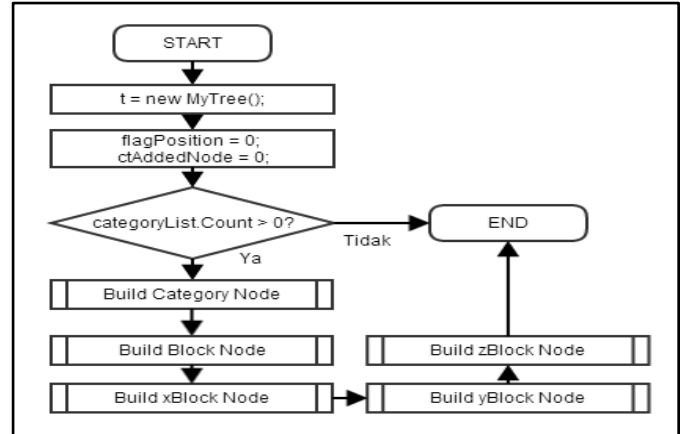 START
t = new MyTree();
flagPosition = 0;
ctAddedNode = 0;
categoryList.Count > 0?
Tidak
END
Ya
Build Category Node
Build Block Node
Build xBlock Node
Build yBlock Node
Build zBlock Node